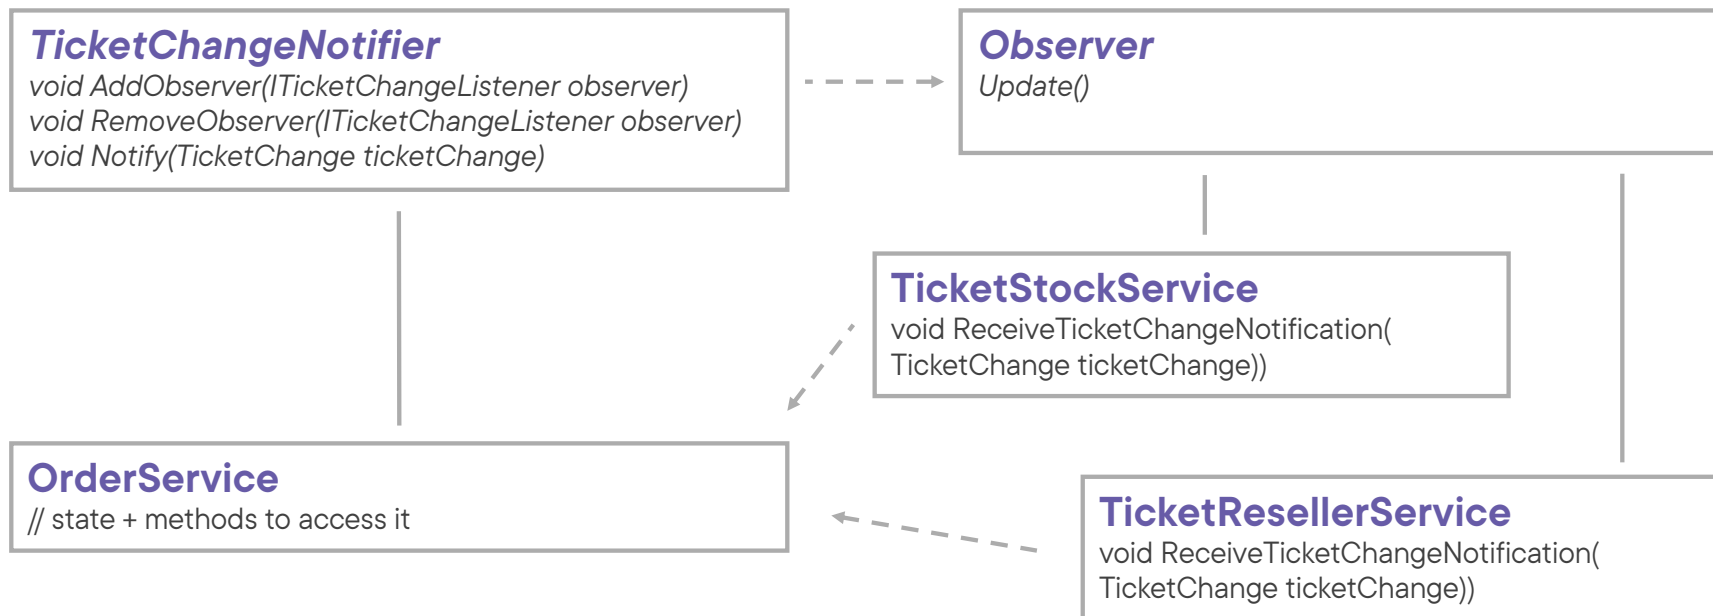 TicketChangeNotifier
void AddObserver(ITicketChangeListener observer)
void RemoveObserver(ITicketChangeListener observer)
void Notify(TicketChange ticketChange)
Observer
Update()
TicketStockService
void ReceiveTicketChangeNotification(
TicketChange ticketChange))
OrderService
// state + methods to access it
TicketResellerService
void ReceiveTicketChangeNotification(
TicketChange ticketChange))